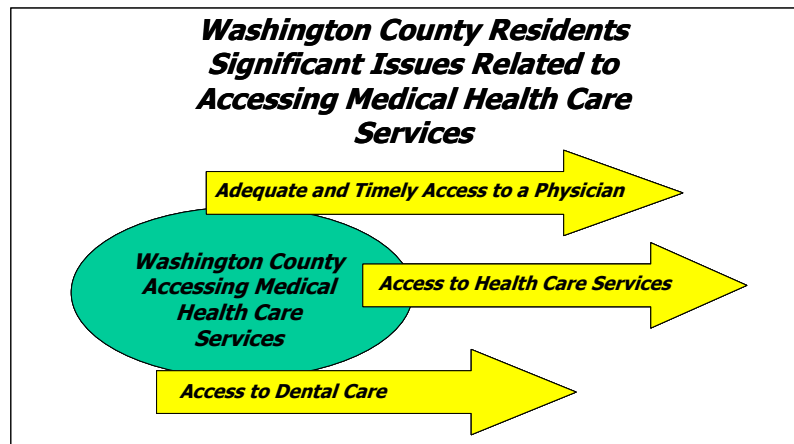 Washington County Residents
Significant Issues Related to
Accessing Medical Health Care
Services
Adequate and Timely Access to a Physician
Washington County
Accessing Medical
Health Care
Services
Access to Health Care Services
Access to Dental Care